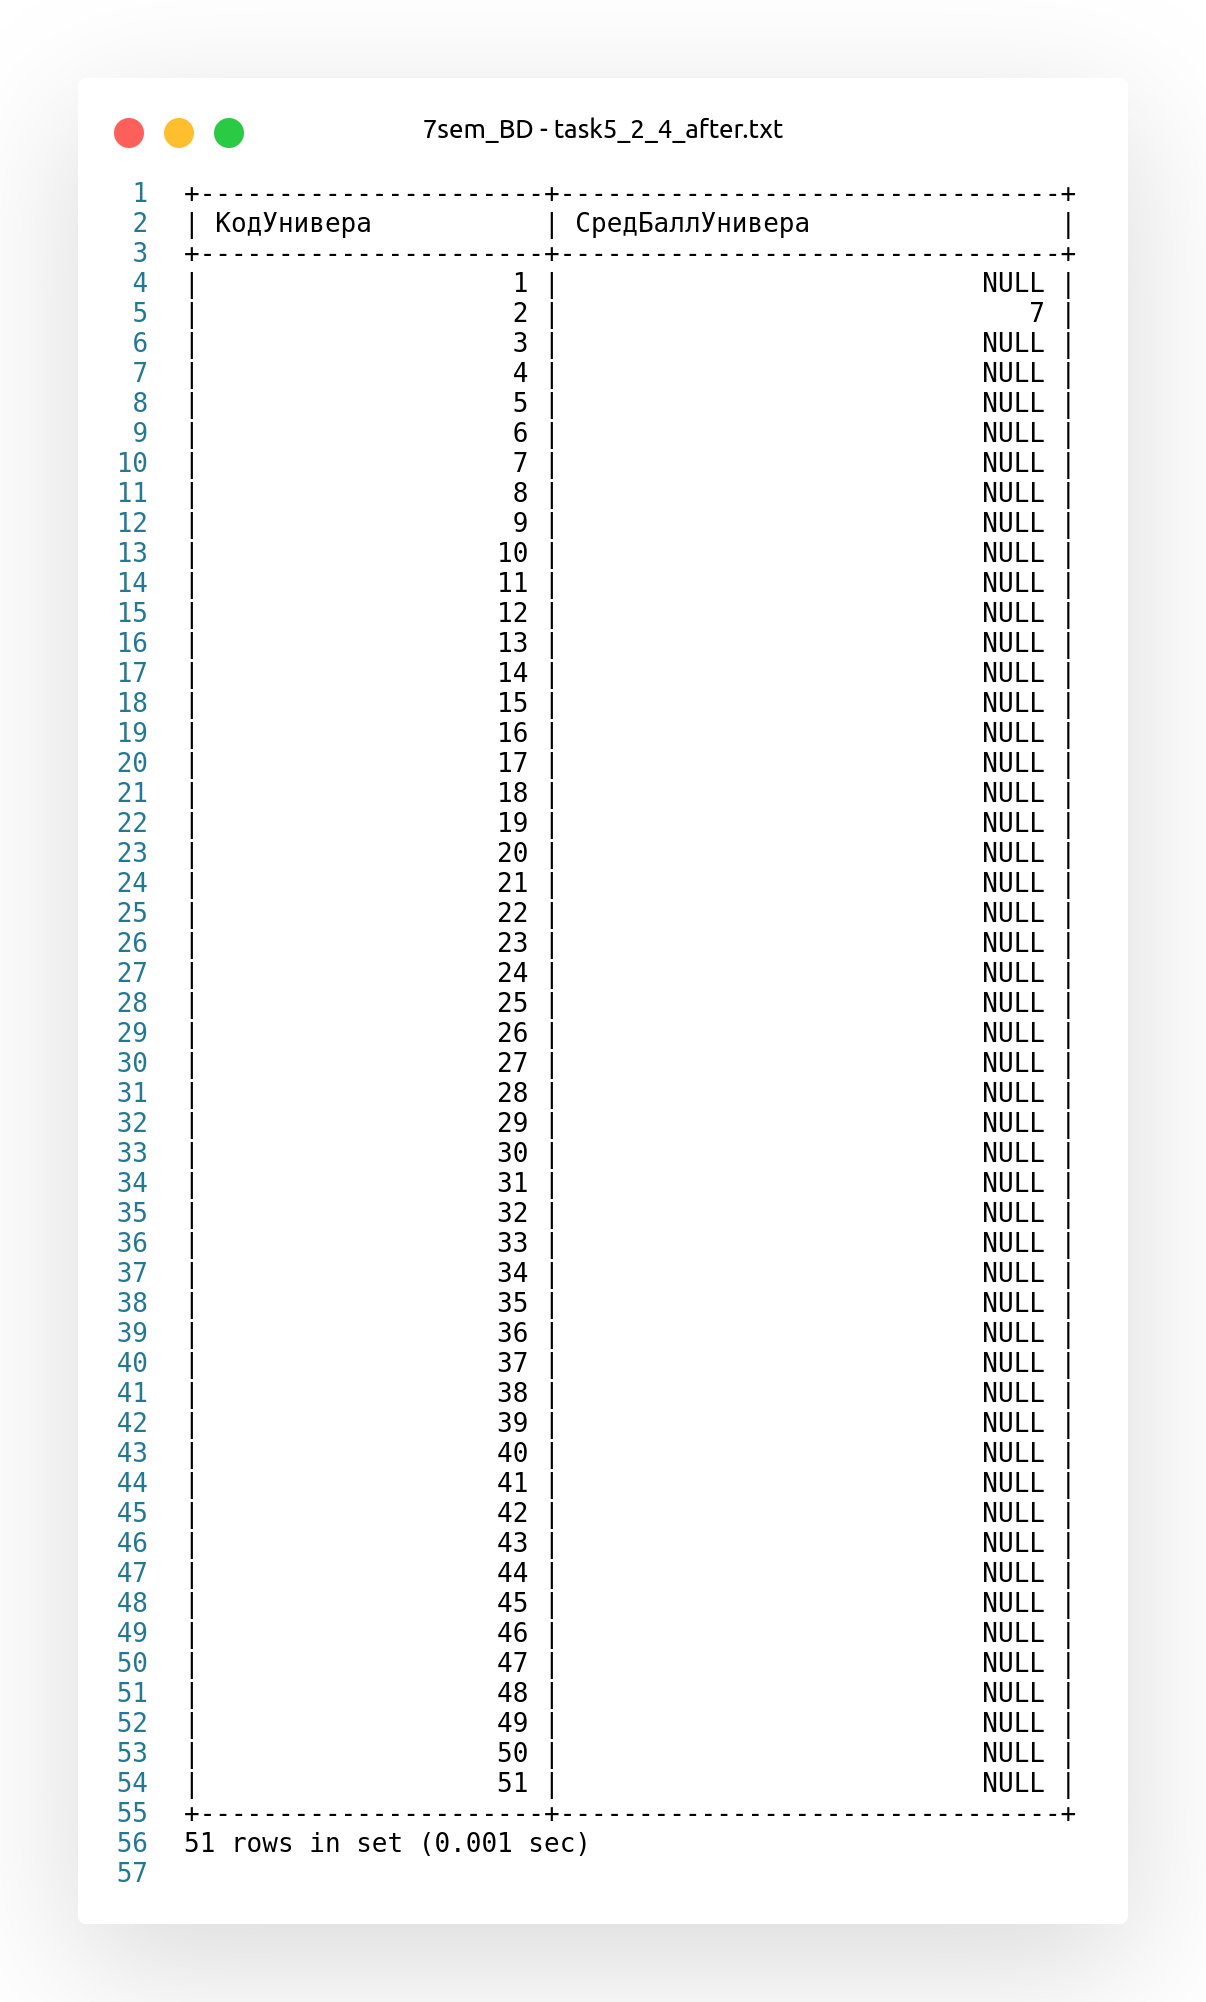 7sem_BD - task5_2_4_after.txt
1 +----------------------+--------------------------------+
2 | КодУнивера           | СредБаллУнивера                |
3 +----------------------+--------------------------------+
4 |                    1 |                           NULL |
5 |                    2 |                              7 |
6 |                    3 |                           NULL |
7 |                    4 |                           NULL |
8 |                    5 |                           NULL |
9 |                    6 |                           NULL |
10 |                    7 |                           NULL |
11 |                    8 |                           NULL |
12 |                    9 |                           NULL |
13 |                   10 |                           NULL |
14 |                   11 |                           NULL |
15 |                   12 |                           NULL |
16 |                   13 |                           NULL |
17 |                   14 |                           NULL |
18 |                   15 |                           NULL |
19 |                   16 |                           NULL |
20 |                   17 |                           NULL |
21 |                   18 |                           NULL |
22 |                   19 |                           NULL |
23 |                   20 |                           NULL |
24 |                   21 |                           NULL |
25 |                   22 |                           NULL |
26 |                   23 |                           NULL |
27 |                   24 |                           NULL |
28 |                   25 |                           NULL |
29 |                   26 |                           NULL |
30 |                   27 |                           NULL |
31 |                   28 |                           NULL |
32 |                   29 |                           NULL |
33 |                   30 |                           NULL |
34 |                   31 |                           NULL |
35 |                   32 |                           NULL |
36 |                   33 |                           NULL |
37 |                   34 |                           NULL |
38 |                   35 |                           NULL |
39 |                   36 |                           NULL |
40 |                   37 |                           NULL |
41 |                   38 |                           NULL |
42 |                   39 |                           NULL |
43 |                   40 |                           NULL |
44 |                   41 |                           NULL |
45 |                   42 |                           NULL |
46 |                   43 |                           NULL |
47 |                   44 |                           NULL |
48 |                   45 |                           NULL |
49 |                   46 |                           NULL |
50 |                   47 |                           NULL |
51 |                   48 |                           NULL |
52 |                   49 |                           NULL |
53 |                   50 |                           NULL |
54 |                   51 |                           NULL |
55 +----------------------+--------------------------------+
56 51 rows in set (0.001 sec)
57